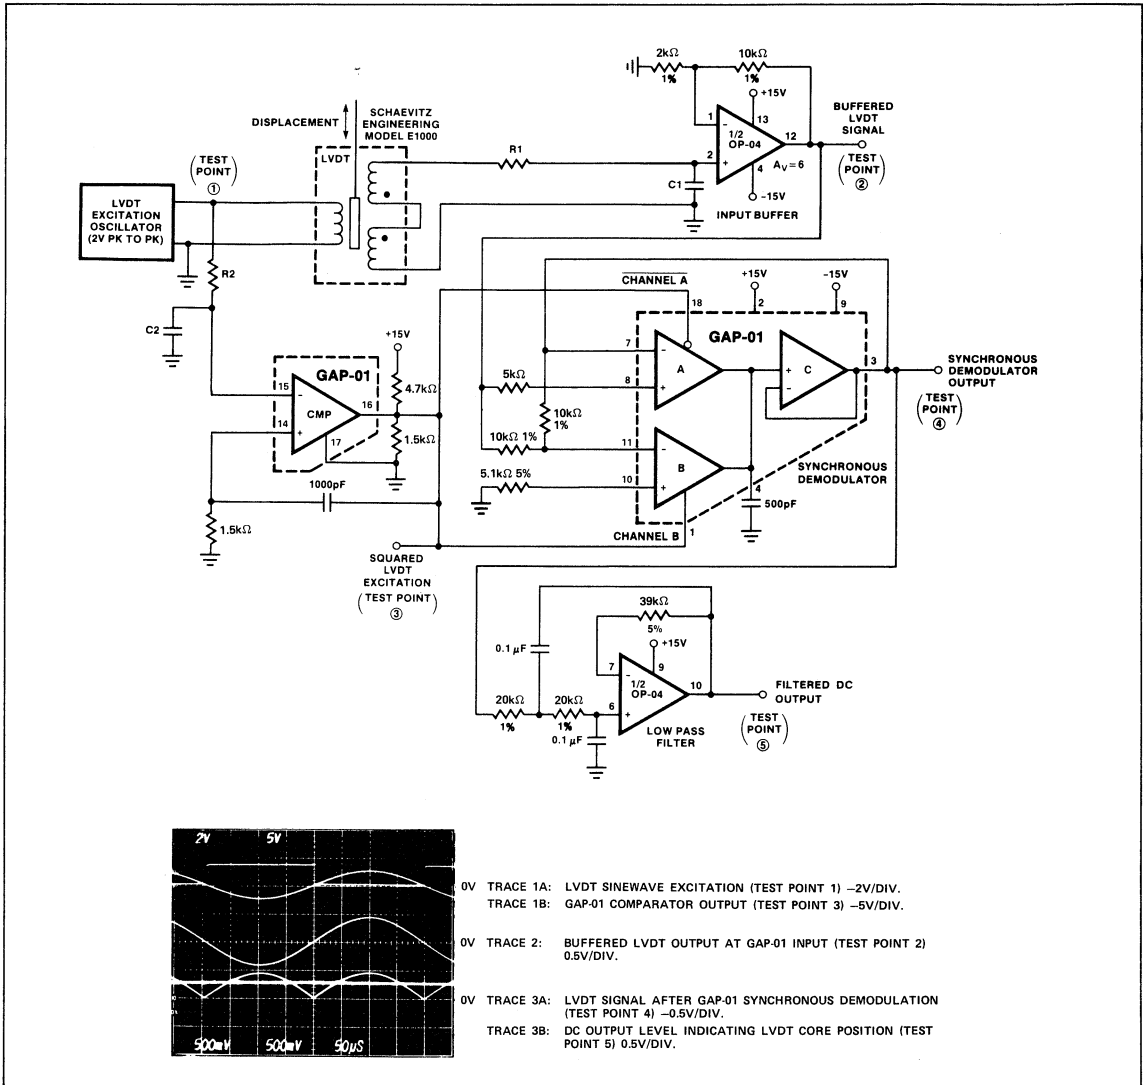 2kΩ
1%
10kΩ
1%
+15V
BUFFERED
LVDT
SIGNAL
1
13
1/2
OP-04
12
2
4
AV=6
(TEST
POINT
②)
-15V
INPUT BUFFER
DISPLACEMENT
SCHAEVITZ
ENGINEERING
MODEL E1000
LVDT
R1
C1
(TEST
POINT
①)
LVDT
EXCITATION
OSCILLATOR
(2V PK TO PK)
R2
C2
CHANNEL A
18
+15V
2
-15V
9
GAP-01
7
A
8
C
3
SYNCHRONOUS
DEMODULATOR
OUTPUT
(TEST
POINT
④)
5kΩ
10kΩ
1%
10kΩ 1%
11
B
10
5.1kΩ 5%
SYNCHRONOUS
DEMODULATOR
4
500pF
CHANNEL B
1
+15V
GAP-01
4.7kΩ
15
CMP
16
14
17
1.5kΩ
1000pF
1.5kΩ
SQUARED
LVDT
EXCITATION
(TEST POINT
③)
39kΩ
5%
0.1 µF
+15V
7
9
1/2
OP-04
10
6
FILTERED DC
OUTPUT
(TEST
POINT
⑤)
20kΩ
1%
20kΩ
1%
0.1 µF
LOW PASS
FILTER
2V 5V
0V TRACE 1A: LVDT SINEWAVE EXCITATION (TEST POINT 1) –2V/DIV.
TRACE 1B: GAP-01 COMPARATOR OUTPUT (TEST POINT 3) –5V/DIV.
0V TRACE 2: BUFFERED LVDT OUTPUT AT GAP-01 INPUT (TEST POINT 2)
0.5V/DIV.
0V TRACE 3A: LVDT SIGNAL AFTER GAP-01 SYNCHRONOUS DEMODULATION
(TEST POINT 4) –0.5V/DIV.
TRACE 3B: DC OUTPUT LEVEL INDICATING LVDT CORE POSITION (TEST
POINT 5) 0.5V/DIV.
500mV 500mV 50µS